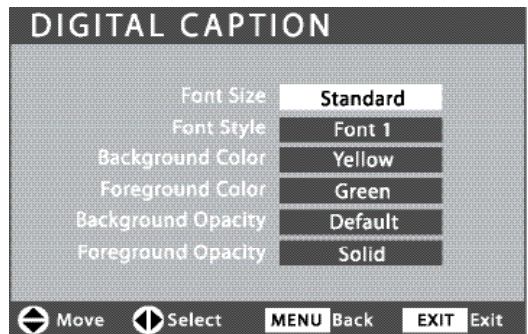 DIGITAL CAPTION
Font Size Standard
Font Style Font 1
Background Color Yellow
Foreground Color Green
Background Opacity Default
Foreground Opacity Solid
Move Select MENU Back EXIT Exit